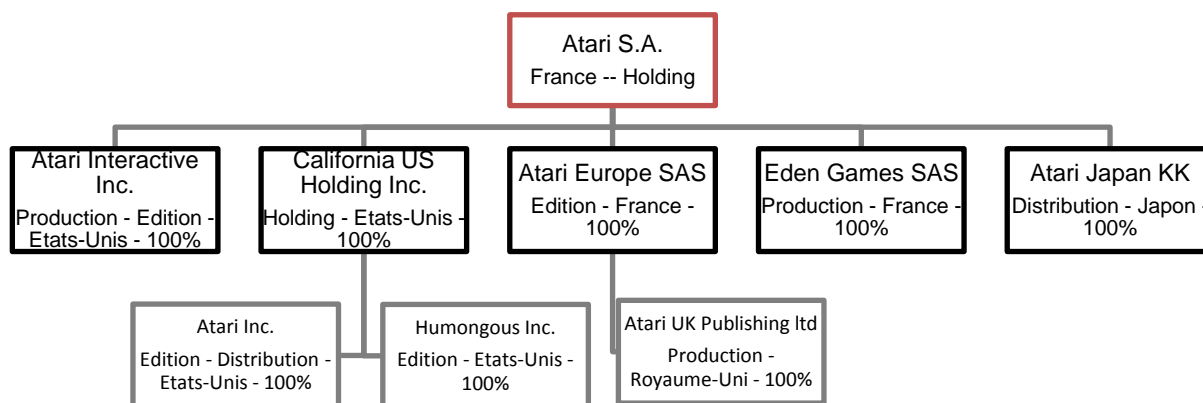 Atari S.A.
France -- Holding
Atari Interactive
Inc.
Production - Edition -
Etats-Unis - 100%
California US
Holding Inc.
Holding - Etats-Unis -
100%
Atari Europe SAS
Edition - France -
100%
Eden Games SAS
Production - France -
100%
Atari Japan KK
Distribution - Japon -
100%
Atari Inc.
Edition - Distribution -
Etats-Unis - 100%
Humongous Inc.
Edition - Etats-Unis -
100%
Atari UK Publishing ltd
Production -
Royaume-Uni - 100%